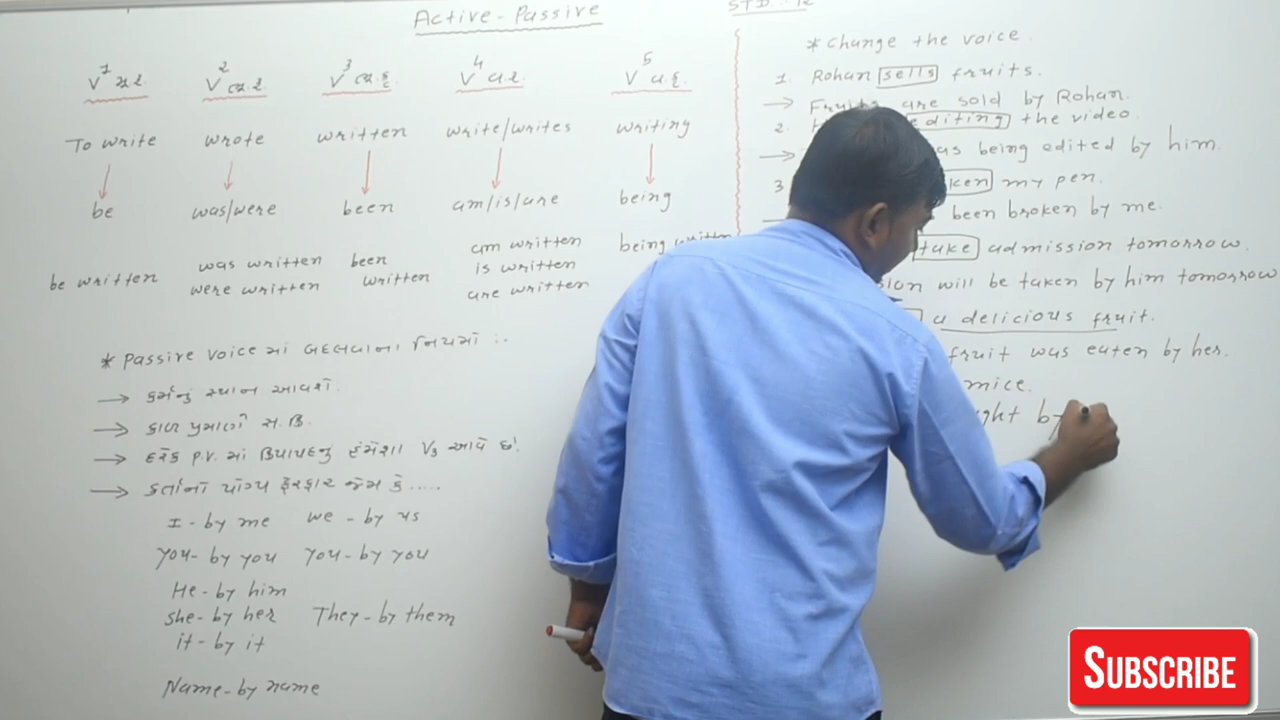 Active - Passive
V1 V2 V3 V4 V5
To write wrote written write/writes writing
be was/were been am/is/are being
be written was written were written been written am written is written are written being written
* Passive voice માં બદલવાના નિયમો :-
→ કર્મનું સ્થાન આવશે.
→ કાળ પ્રમાણે સ.ક્રિ.
→ દરેક P.V. માં ક્રિયાપદનું હંમેશા V3 આવે છે.
→ કર્તાનો યોગ્ય ફેરફાર જેમ કે .....
I - by me we - by us
you - by you you - by you
He - by him
she - by her They - by them
it - by it
Name - by name
STD.
* Change the voice.
1. Rohan sells fruits.
→ Fruits are sold by Rohan.
2. editing the video.
→ being edited by him.
3 my pen.
been broken by me.
take admission tomorrow.
will be taken by him tomorrow
a delicious fruit.
fruit was eaten by her.
mice.
by
SUBSCRIBE